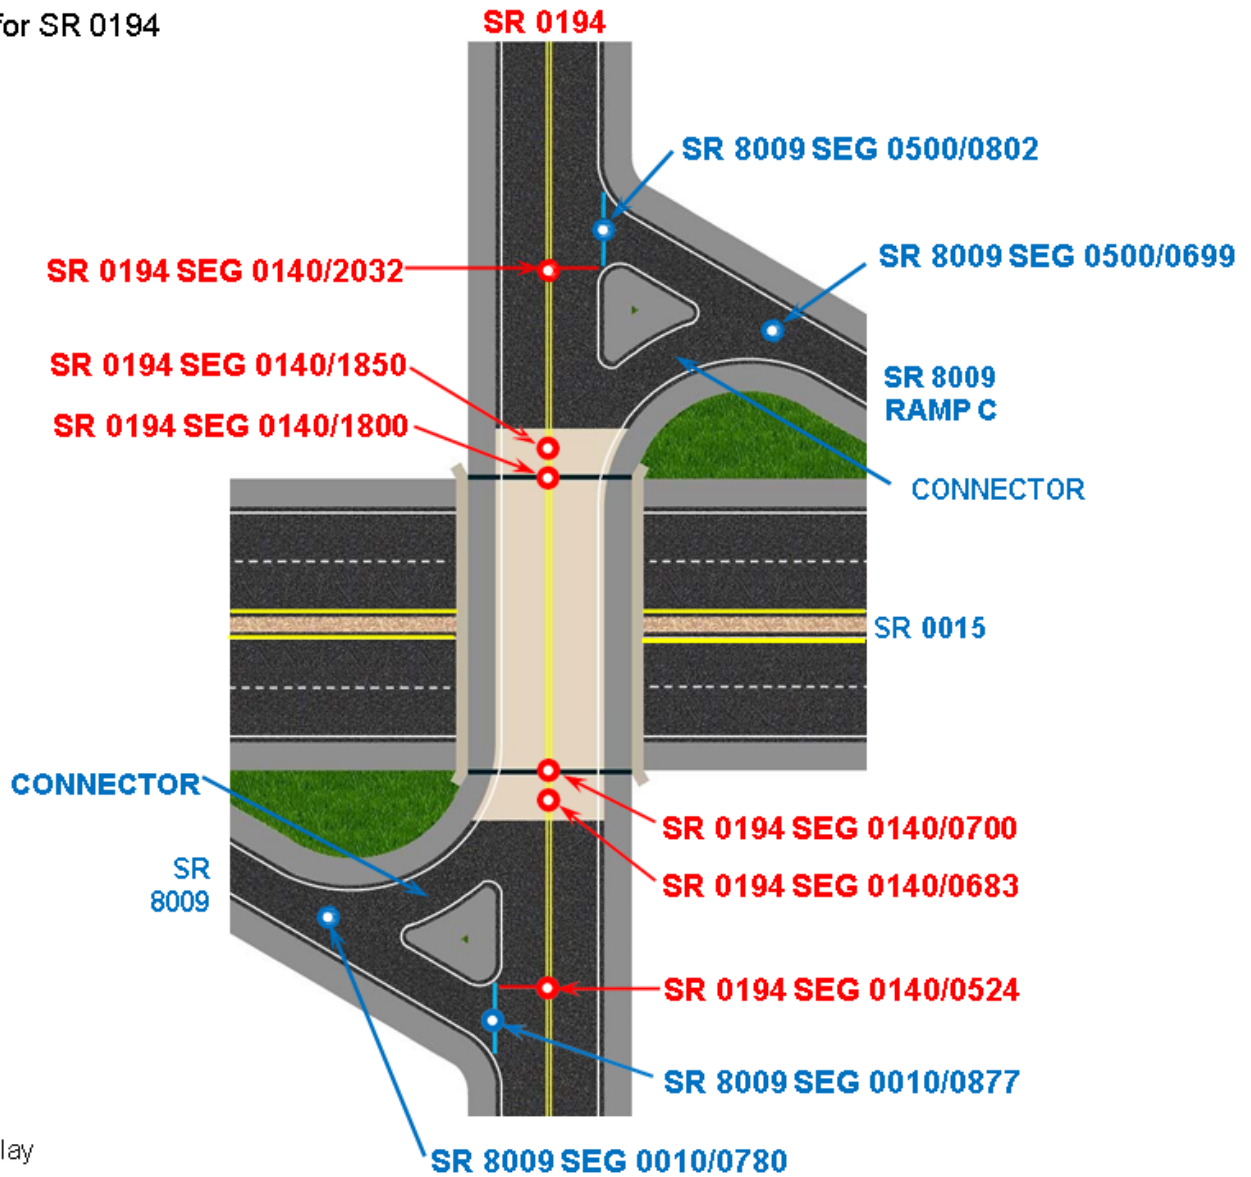 for SR 0194
SR 0194
SR 8009 SEG 0500/0802
SR 8009 SEG 0500/0699
SR 0194 SEG 0140/2032
SR 0194 SEG 0140/1850
SR 8009
RAMP C
SR 0194 SEG 0140/1800
CONNECTOR
SR 0015
CONNECTOR
SR 0194 SEG 0140/0700
SR
8009
SR 0194 SEG 0140/0683
SR 0194 SEG 0140/0524
SR 8009 SEG 0010/0877
lay
SR 8009 SEG 0010/0780